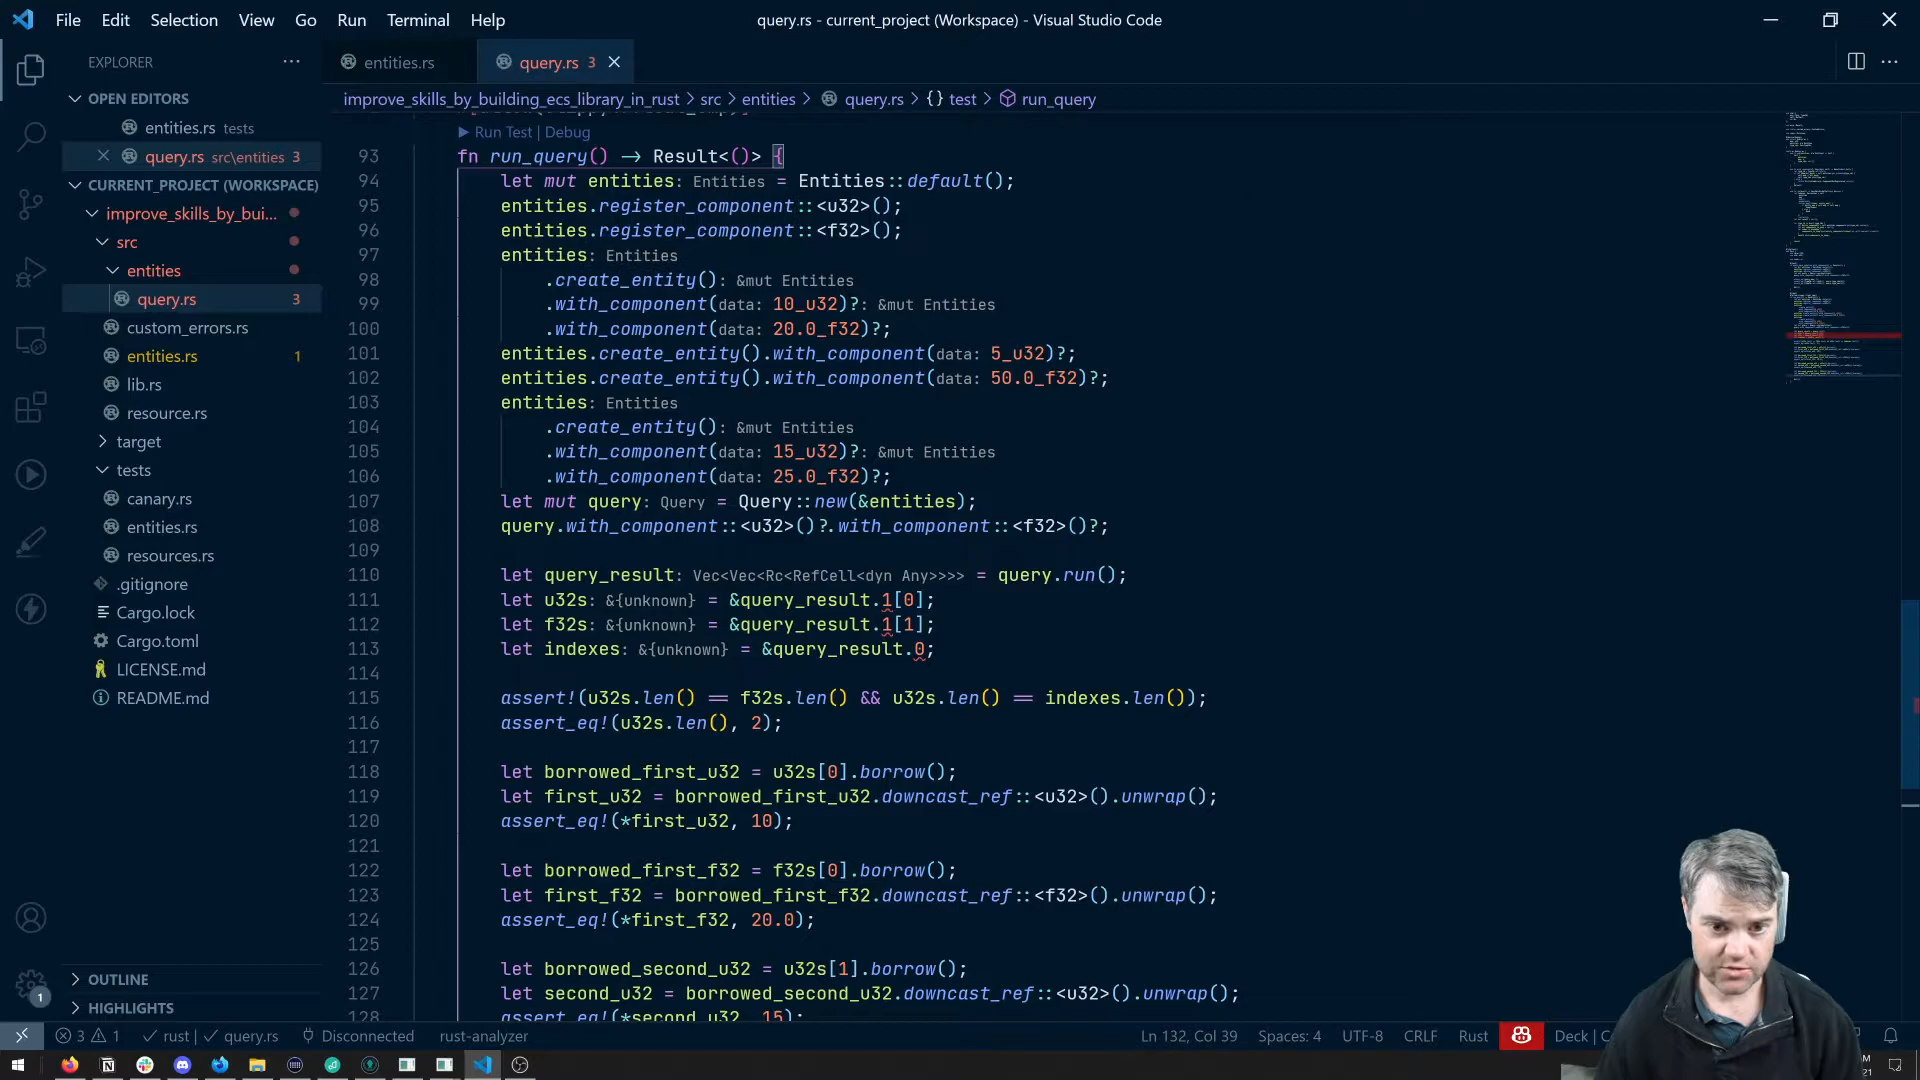 File Edit Selection View Go Run Terminal Help
query.rs - current_project (Workspace) - Visual Studio Code
EXPLORER
OPEN EDITORS
entities.rs tests
query.rs src\entities 3
CURRENT_PROJECT (WORKSPACE)
improve_skills_by_bui...
src
entities
query.rs 3
custom_errors.rs
entities.rs 1
lib.rs
resource.rs
target
tests
canary.rs
entities.rs
resources.rs
.gitignore
Cargo.lock
Cargo.toml
LICENSE.md
README.md
OUTLINE
HIGHLIGHTS
1
entities.rs
query.rs 3
improve_skills_by_building_ecs_library_in_rust > src > entities > query.rs > {} test > run_query
Run Test | Debug
93 fn run_query() -> Result<()> {
94 let mut entities: Entities = Entities::default();
95 entities.register_component::<u32>();
96 entities.register_component::<f32>();
97 entities: Entities
98 .create_entity(): &mut Entities
99 .with_component(data: 10_u32)?: &mut Entities
100 .with_component(data: 20.0_f32)?;
101 entities.create_entity().with_component(data: 5_u32)?;
102 entities.create_entity().with_component(data: 50.0_f32)?;
103 entities: Entities
104 .create_entity(): &mut Entities
105 .with_component(data: 15_u32)?: &mut Entities
106 .with_component(data: 25.0_f32)?;
107 let mut query: Query = Query::new(&entities);
108 query.with_component::<u32>()?.with_component::<f32>()?;
109
110 let query_result: Vec<Vec<Rc<RefCell<dyn Any>>>> = query.run();
111 let u32s: &{unknown} = &query_result.1[0];
112 let f32s: &{unknown} = &query_result.1[1];
113 let indexes: &{unknown} = &query_result.0;
114
115 assert!(u32s.len() == f32s.len() && u32s.len() == indexes.len());
116 assert_eq!(u32s.len(), 2);
117
118 let borrowed_first_u32 = u32s[0].borrow();
119 let first_u32 = borrowed_first_u32.downcast_ref::<u32>().unwrap();
120 assert_eq!(*first_u32, 10);
121
122 let borrowed_first_f32 = f32s[0].borrow();
123 let first_f32 = borrowed_first_f32.downcast_ref::<f32>().unwrap();
124 assert_eq!(*first_f32, 20.0);
125
126 let borrowed_second_u32 = u32s[1].borrow();
127 let second_u32 = borrowed_second_u32.downcast_ref::<u32>().unwrap();
128 assert_eq!(*second_u32, 15);
3 1 rust | query.rs Disconnected rust-analyzer
Ln 132, Col 39 Spaces: 4 UTF-8 CRLF Rust Deck | C